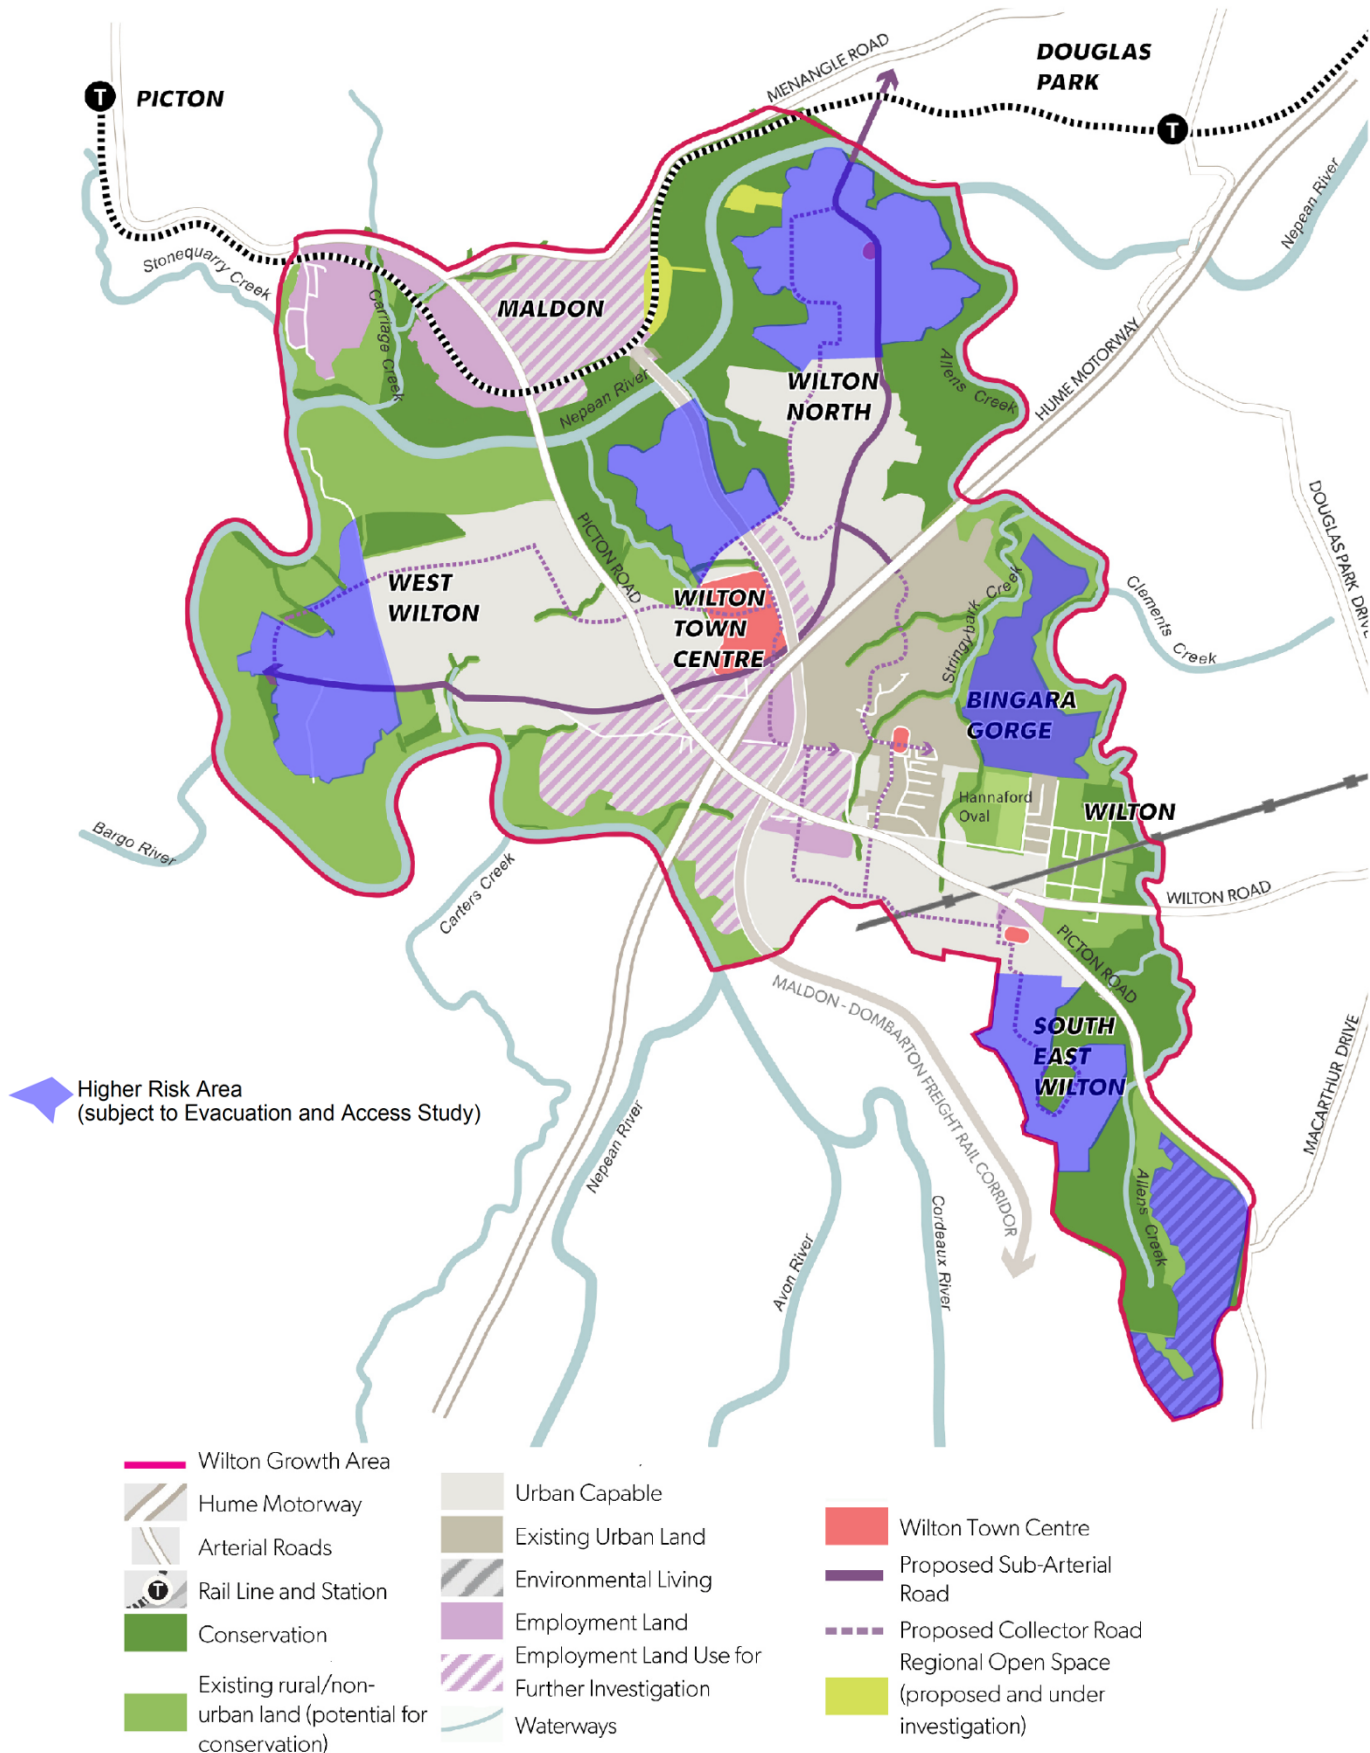 MENANGLE ROAD
DOUGLAS
PARK
T
PICTON
T
Nepean River
Stonequarry Creek
Carriage Creek
MALDON
HUME MOTORWAY
Allens Creek
WILTON
NORTH
Nepean River
DOUGLAS PARK DRIVE
PICTON ROAD
WEST
WILTON
WILTON
TOWN
CENTRE
Stringybark Creek
Clements Creek
BINGARA
GORGE
Hannaford
Oval
WILTON
Bargo River
Carters Creek
WILTON ROAD
PICTON ROAD
MALDON - DOMBARTON FREIGHT RAIL CORRIDOR
SOUTH
EAST
WILTON
MACARTHUR DRIVE
Higher Risk Area
(subject to Evacuation and Access Study)
Nepean River
Allens Creek
Avon River
Cordeaux River
Wilton Growth Area
Hume Motorway
Arterial Roads
T
Rail Line and Station
Conservation
Existing rural/non-
urban land (potential for
conservation)
Urban Capable
Existing Urban Land
Environmental Living
Employment Land
Employment Land Use for
Further Investigation
Waterways
Wilton Town Centre
Proposed Sub-Arterial
Road
Proposed Collector Road
Regional Open Space
(proposed and under
investigation)